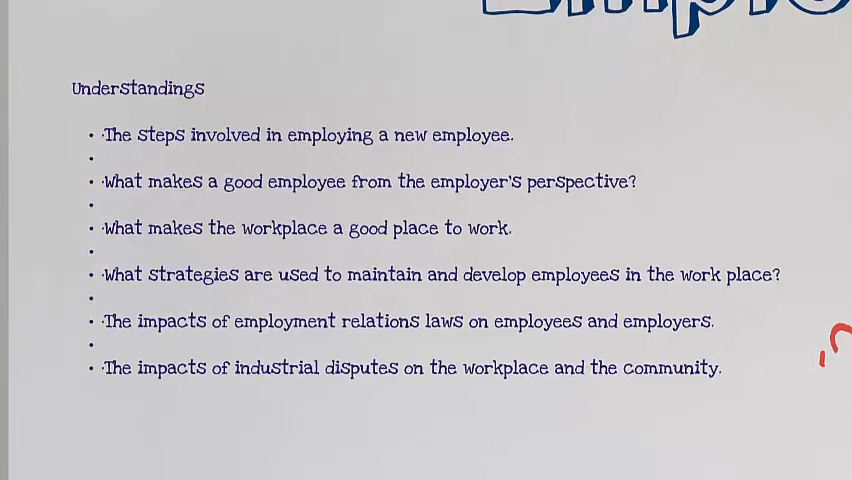 Understandings
• ·The steps involved in employing a new employee.
•
• ·What makes a good employee from the employer's perspective?
•
• ·What makes the workplace a good place to work.
•
• ·What strategies are used to maintain and develop employees in the work place?
•
• ·The impacts of employment relations laws on employees and employers.
•
• ·The impacts of industrial disputes on the workplace and the community.